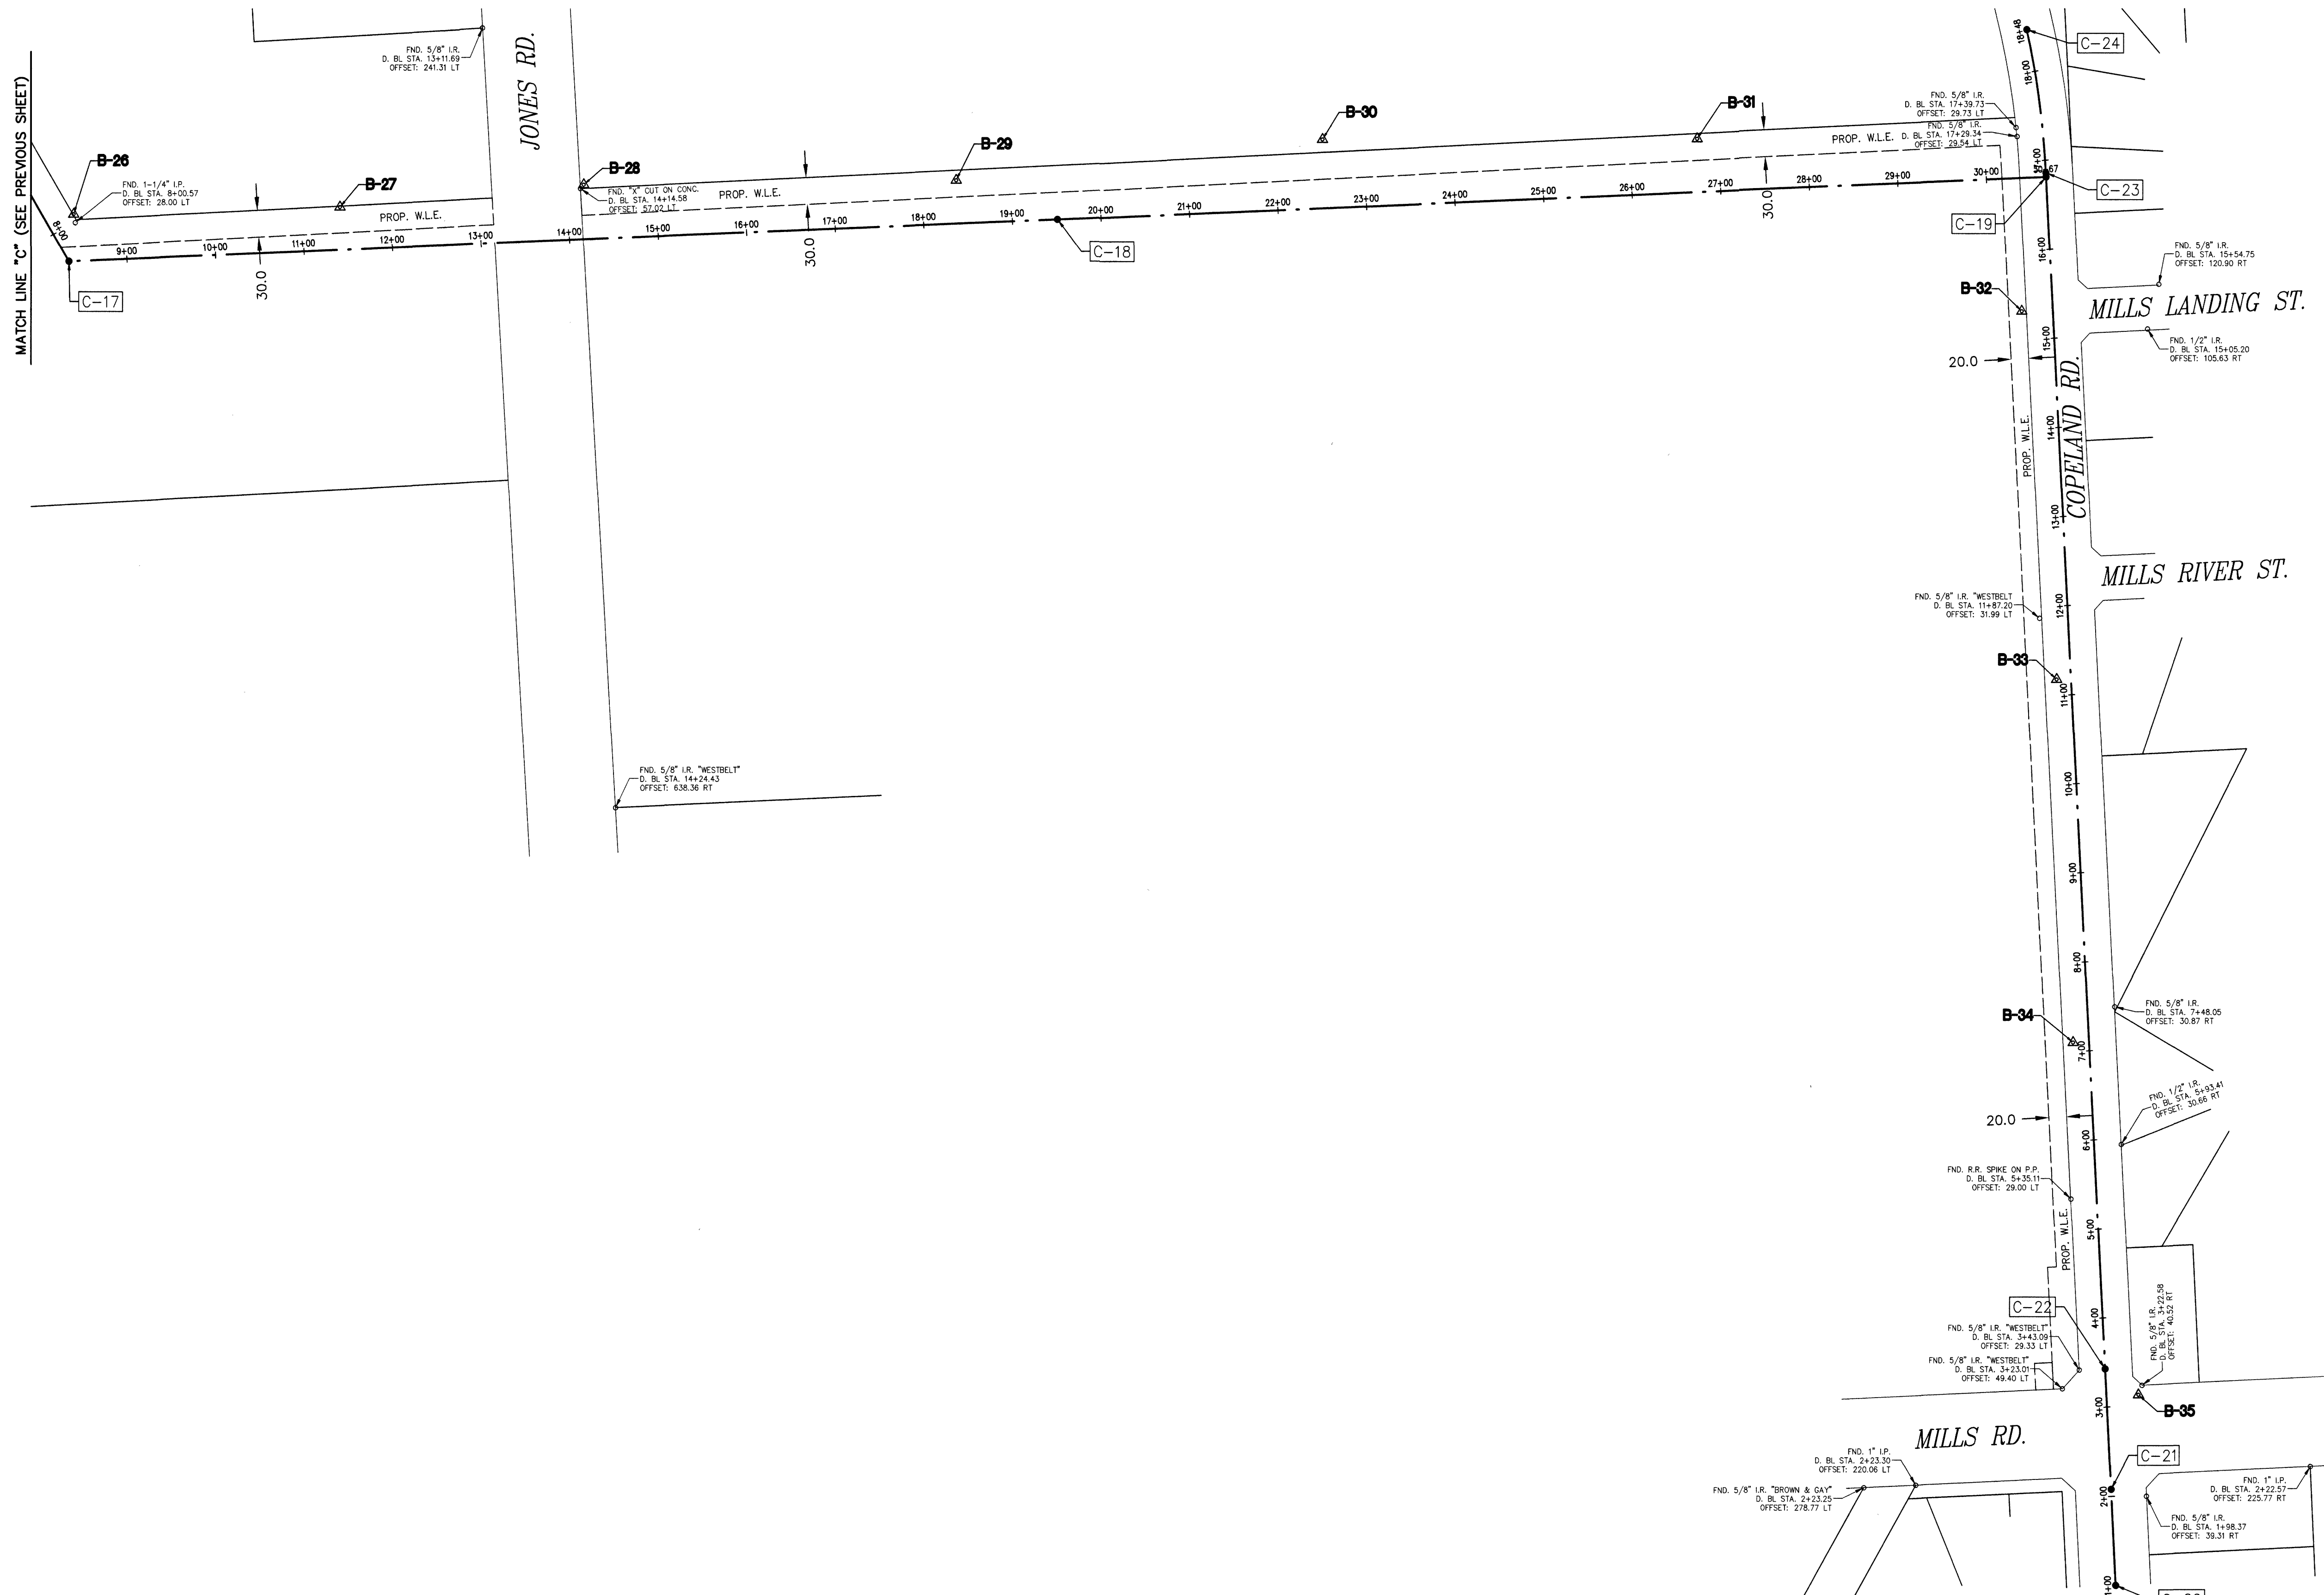 MATCH LINE "C" (SEE PREVIOUS SHEET)
FND. 5/8" I.R.
D. BL STA. 13+11.69
OFFSET: 241.31 LT
JONES RD.
B-26
FND. 1-1/4" I.P.
D. BL STA. 8+00.57
OFFSET: 28.00 LT
B-27
PROP. W.L.E.
8+00
9+00
10+00
11+00
12+00
13+00
14+00
15+00
16+00
17+00
18+00
19+00
20+00
21+00
22+00
23+00
24+00
25+00
26+00
27+00
28+00
29+00
30+00
30+67
C-17
30.0
B-28
FND. "X" CUT ON CONC.
D. BL STA. 14+14.58
OFFSET: 57.02 LT
PROP. W.L.E.
30.0
B-29
C-18
B-30
B-31
30.0
PROP. W.L.E.
FND. 5/8" I.R.
D. BL STA. 17+39.73
OFFSET: 29.73 LT
FND. 5/8" I.R.
D. BL STA. 17+29.34
OFFSET: 29.54 LT
18+48
C-24
18+00
17+00
C-23
C-19
16+00
FND. 5/8" I.R.
D. BL STA. 15+54.75
OFFSET: 120.90 RT
B-32
MILLS LANDING ST.
15+00
FND. 1/2" I.R.
D. BL STA. 15+05.20
OFFSET: 105.63 RT
20.0
COPELAND RD.
PROP. W.L.E.
14+00
13+00
MILLS RIVER ST.
FND. 5/8" I.R. "WESTBELT
D. BL STA. 11+87.20
OFFSET: 31.99 LT
12+00
B-33
11+00
FND. 5/8" I.R. "WESTBELT"
D. BL STA. 14+24.43
OFFSET: 638.36 RT
10+00
9+00
8+00
FND. 5/8" I.R.
D. BL STA. 7+48.05
OFFSET: 30.87 RT
B-34
7+00
FND. 1/2" I.R.
D. BL STA. 5+93.41
OFFSET: 30.66 RT
20.0
6+00
FND. R.R. SPIKE ON P.P.
D. BL STA. 5+35.11
OFFSET: 29.00 LT
PROP. W.L.E.
5+00
C-22
4+00
FND. 5/8" I.R.
D. BL STA. 3+22.58
OFFSET: 40.52 RT
FND. 5/8" I.R. "WESTBELT"
D. BL STA. 3+43.09
OFFSET: 29.33 LT
FND. 5/8" I.R. "WESTBELT"
D. BL STA. 3+23.01
OFFSET: 49.40 LT
3+00
B-35
MILLS RD.
C-21
FND. 1" I.P.
D. BL STA. 2+23.30
OFFSET: 220.06 LT
FND. 5/8" I.R. "BROWN & GAY"
D. BL STA. 2+23.25
OFFSET: 278.77 LT
2+00
FND. 1" I.P.
D. BL STA. 2+22.57
OFFSET: 225.77 RT
FND. 5/8" I.R.
D. BL STA. 1+98.37
OFFSET: 39.31 RT
1+00